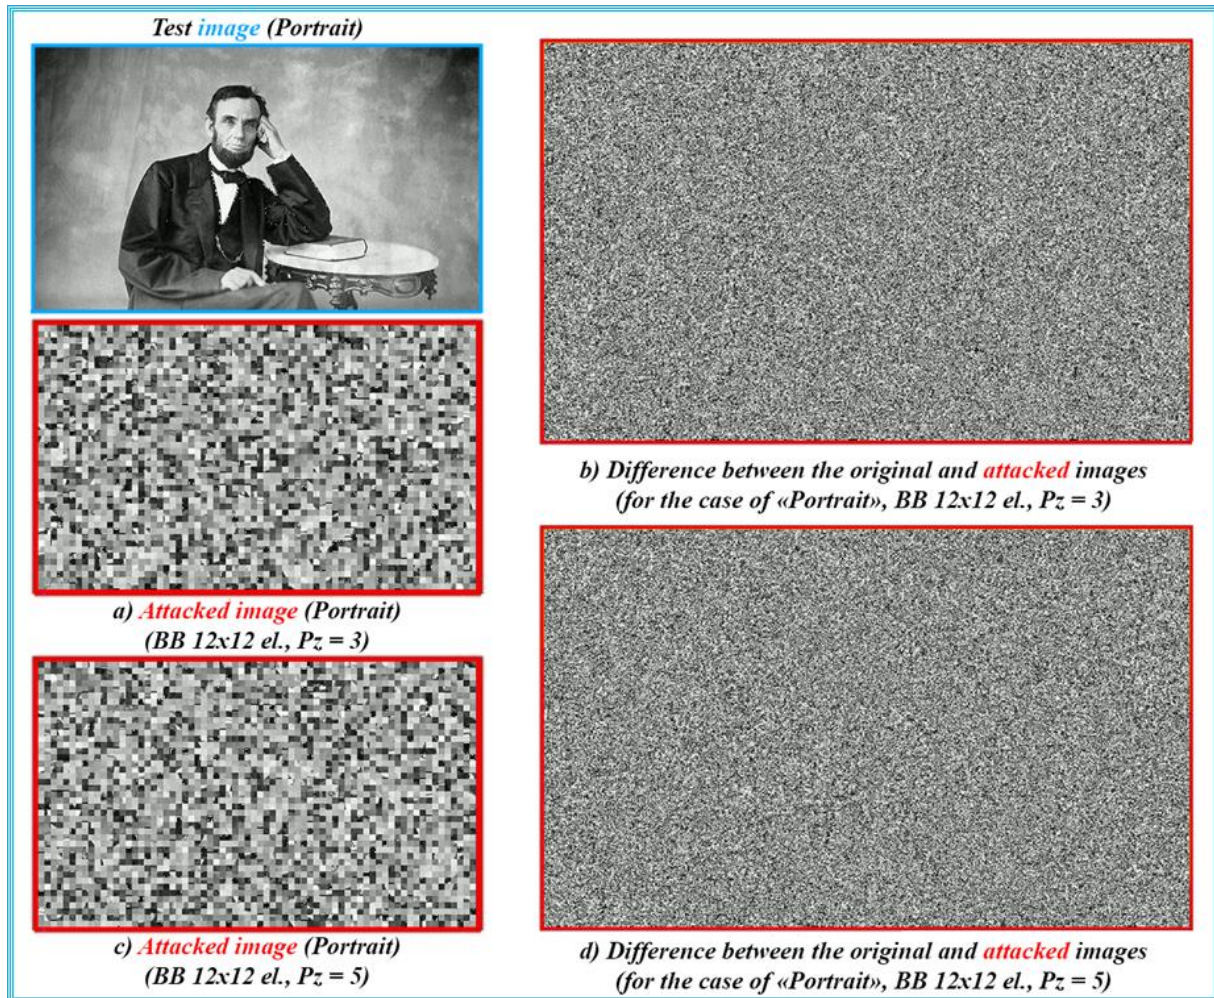 Test image (Portrait)
a) Attacked image (Portrait)
(BB 12x12 el., Pz = 3)
b) Difference between the original and attacked images
(for the case of «Portrait», BB 12x12 el., Pz = 3)
c) Attacked image (Portrait)
(BB 12x12 el., Pz = 5)
d) Difference between the original and attacked images
(for the case of «Portrait», BB 12x12 el., Pz = 5)